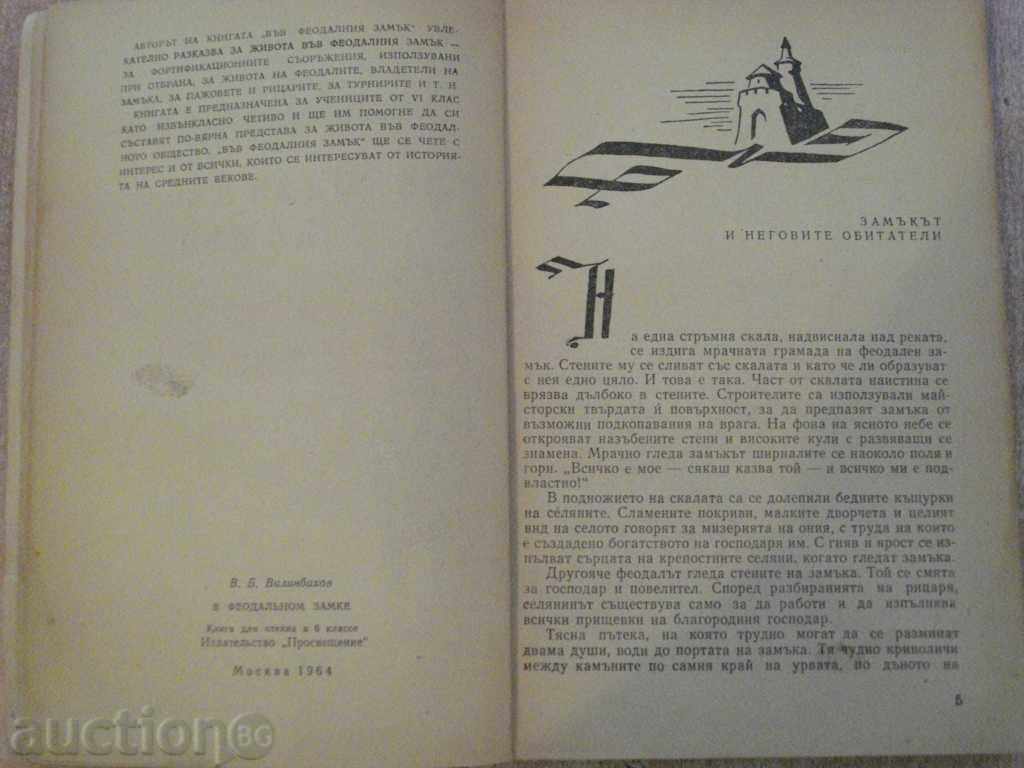 АВТОРЪТ НА КНИГАТА „ВЪВ ФЕОДАЛНИЯ ЗАМЪК“ УВЛЕ-
КАТЕЛНО РАЗКАЗВА ЗА ЖИВОТА ВЪВ ФЕОДАЛНИЯ ЗАМЪК —
ЗА ФОРТИФИКАЦИОННИТЕ СЪОРЪЖЕНИЯ, ИЗПОЛЗУВАНИ
ПРИ ОТБРАНА, ЗА ЖИВОТА НА ФЕОДАЛИТЕ, ВЛАДЕТЕЛИ НА
ЗАМЪКА, ЗА ПАЖОВЕТЕ И РИЦАРИТЕ, ЗА ТУРНИРИТЕ И Т. Н.
КНИГАТА Е ПРЕДНАЗНАЧЕНА ЗА УЧЕНИЦИТЕ ОТ VI КЛАС
КАТО ИЗВЪНКЛАСНО ЧЕТИВО И ЩЕ ИМ ПОМОГНЕ ДА СИ
СЪСТАВЯТ ПО-ВЯРНА ПРЕДСТАВА ЗА ЖИВОТА ВЪВ ФЕОДАЛ-
НОТО ОБЩЕСТВО. „ВЪВ ФЕОДАЛНИЯ ЗАМЪК“ ЩЕ СЕ ЧЕТЕ С
ИНТЕРЕС И ОТ ВСИЧКИ, КОИТО СЕ ИНТЕРЕСУВАТ ОТ ИСТОРИЯ-
ТА НА СРЕДНИТЕ ВЕКОВЕ.
В. Б. Вилинбахов
В ФЕОДАЛЬНОМ ЗАМКЕ
Книга для чтения в 6 классе
Издательство „Просвещение“
Москва 1964
ЗАМЪКЪТ
И НЕГОВИТЕ ОБИТАТЕЛИ
На една стръмна скала, надвиснала над реката,
се издига мрачната грамада на феодален за-
мък. Стените му се сливат със скалата и като че ли образуват
с нея едно цяло. И това е така. Част от скалата наистина се
врязва дълбоко в стените. Строителите са използували май-
сторски твърдата ѝ повърхност, за да предпазят замъка от
възможни подкопавания на врага. На фона на ясното небе се
открояват назъбените стени и високите кули с развяващи се
знамена. Мрачно гледа замъкът ширналите се наоколо поля и
гори. „Всичко е мое — сякаш казва той — и всичко ми е под-
властно!“
В подножието на скалата са се долепили бедните къщурки
на селяните. Сламените покриви, малките дворчета и целият
вид на селото говорят за мизерията на ония, с труда на които
е създадено богатството на господаря им. С гняв и ярост се из-
пълват сърцата на крепостните селяни, когато гледат замъка.
Другояче феодалът гледа стените на замъка. Той се смята
за господар и повелител. Според разбиранията на рицаря,
селянинът съществува само за да работи и да изпълнява
всички прищевки на благородния господар.
Тясна пътека, на която трудно могат да се разминат
двама души, води до портата на замъка. Тя чудно криволичи
между камъните по самия край на урвата, по дъното на
5
auctionBG